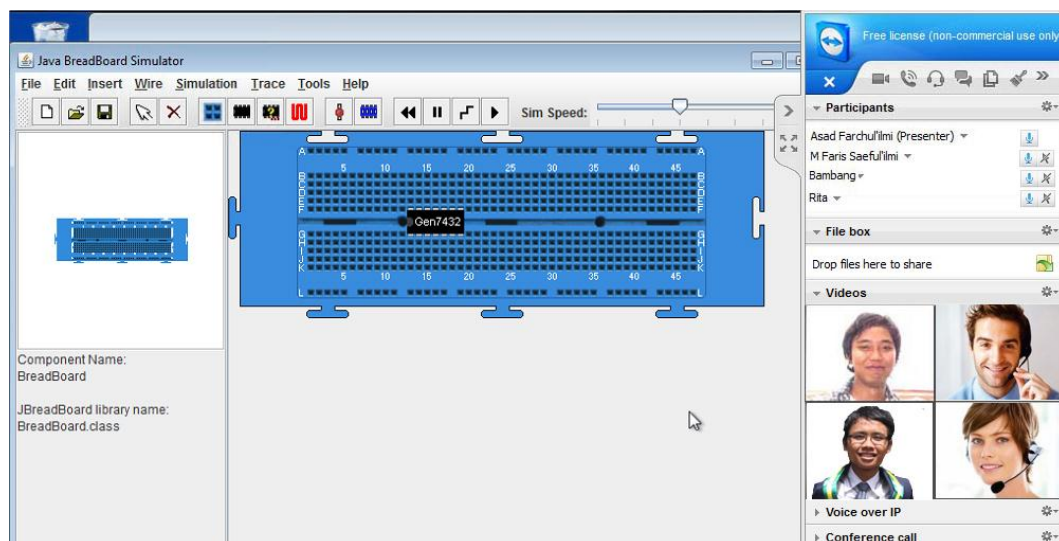 Java BreadBoard Simulator
File Edit Insert Wire Simulation Trace Tools Help
Sim Speed:
A A
5 10 15 20 25 30 35 40 45
B
C
D
E
F
Gen7432
G
H
I
J
K
5 10 15 20 25 30 35 40 45
L L
Component Name:
BreadBoard
JBreadBoard library name:
BreadBoard.class
Free license (non-commercial use only
Participants
Asad Farchul'ilmi (Presenter)
M Faris Saeful'ilmi
Bambang
Rita
File box
Drop files here to share
Videos
Voice over IP
Conference call